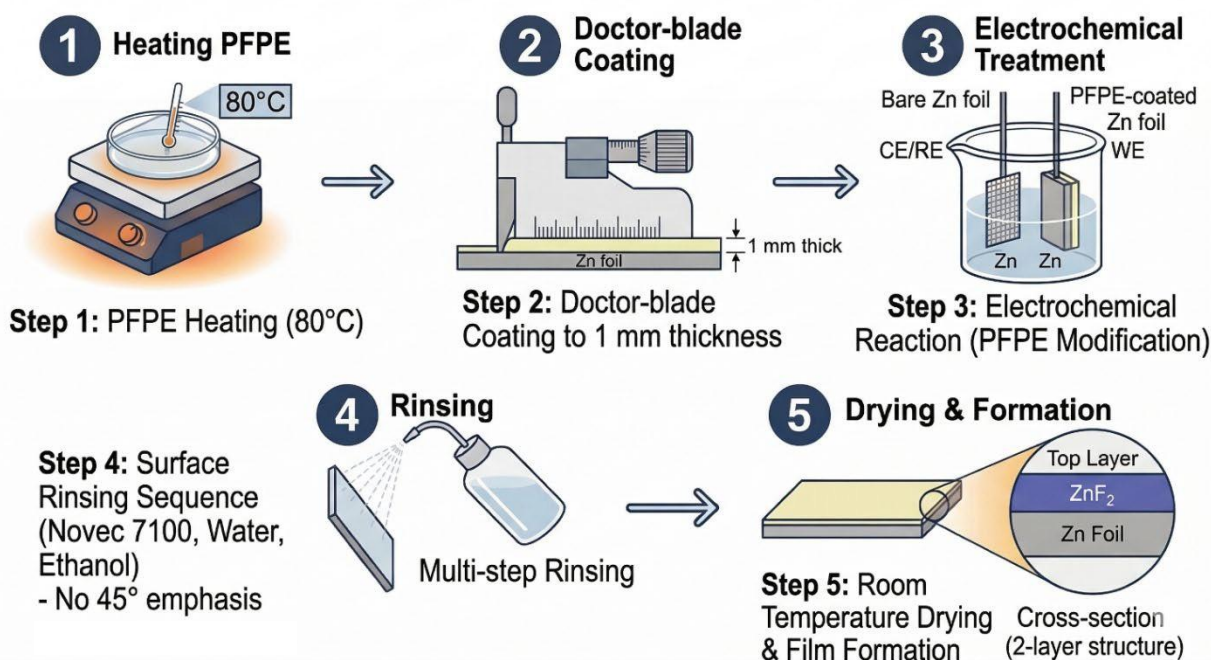 1 Heating PFPE
80°C
Step 1: PFPE Heating (80°C)
2 Doctor-blade
Coating
Zn foil
1 mm thick
Step 2: Doctor-blade
Coating to 1 mm thickness
3 Electrochemical
Treatment
Bare Zn foil
PFPE-coated
Zn foil
CE/RE
WE
Zn
Zn
Step 3: Electrochemical
Reaction (PFPE Modification)
Step 4: Surface
Rinsing Sequence
(Novec 7100, Water,
Ethanol)
- No 45° emphasis
4 Rinsing
Multi-step Rinsing
5 Drying & Formation
Top Layer
ZnF₂
Zn Foil
Step 5: Room
Temperature Drying
& Film Formation
Cross-section
(2-layer structure)